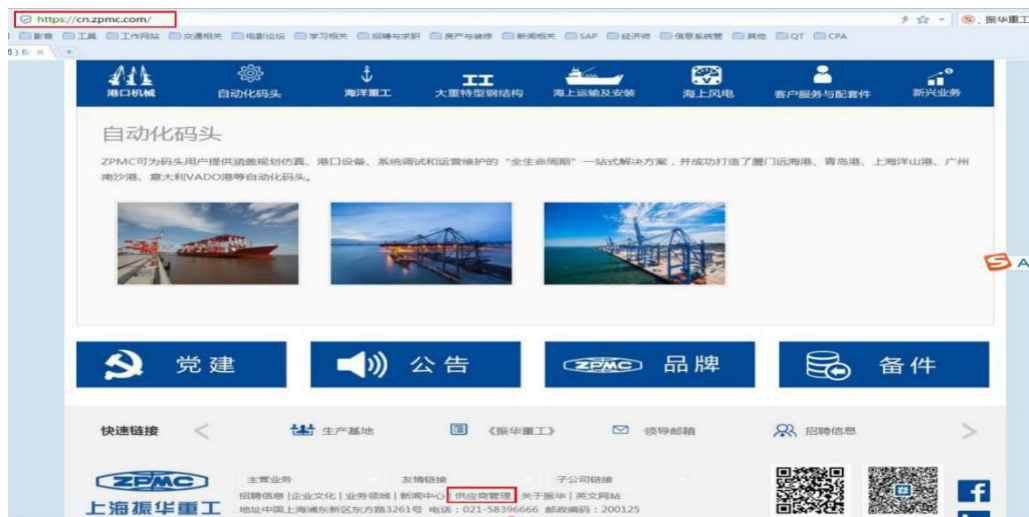 https://cn.zpmc.com/
振华重工
影音 工具 工作网站 交通相关 电影论坛 学习相关 招聘与求职 房产与装修 新闻相关 SAP 经济师 信息系统管 其他 QT CPA
港口机械 自动化码头 海洋重工 大重特型钢结构 海上运输及安装 海上风电 客户服务与配套件 新兴业务
自动化码头
ZPMC可为码头用户提供涵盖规划仿真、港口设备、系统调试和运营维护的“全生命周期”一站式解决方案，并成功打造了厦门远海港、青岛港、上海洋山港、广州
南沙港、意大利VADO港等自动化码头。
党建 公告 ZPMC 品牌 备件
快速链接 < 生产基地 《振华重工》 领导邮箱 招聘信息 >
ZPMC 主营业务 友情链接 子公司链接
招聘信息 | 企业文化 | 业务领域 | 新闻中心 | 供应商管理 | 关于振华 | 英文网站
上海振华重工 地址中国上海浦东新区东方路3261号 电话：021-58396666 邮政编码：200125